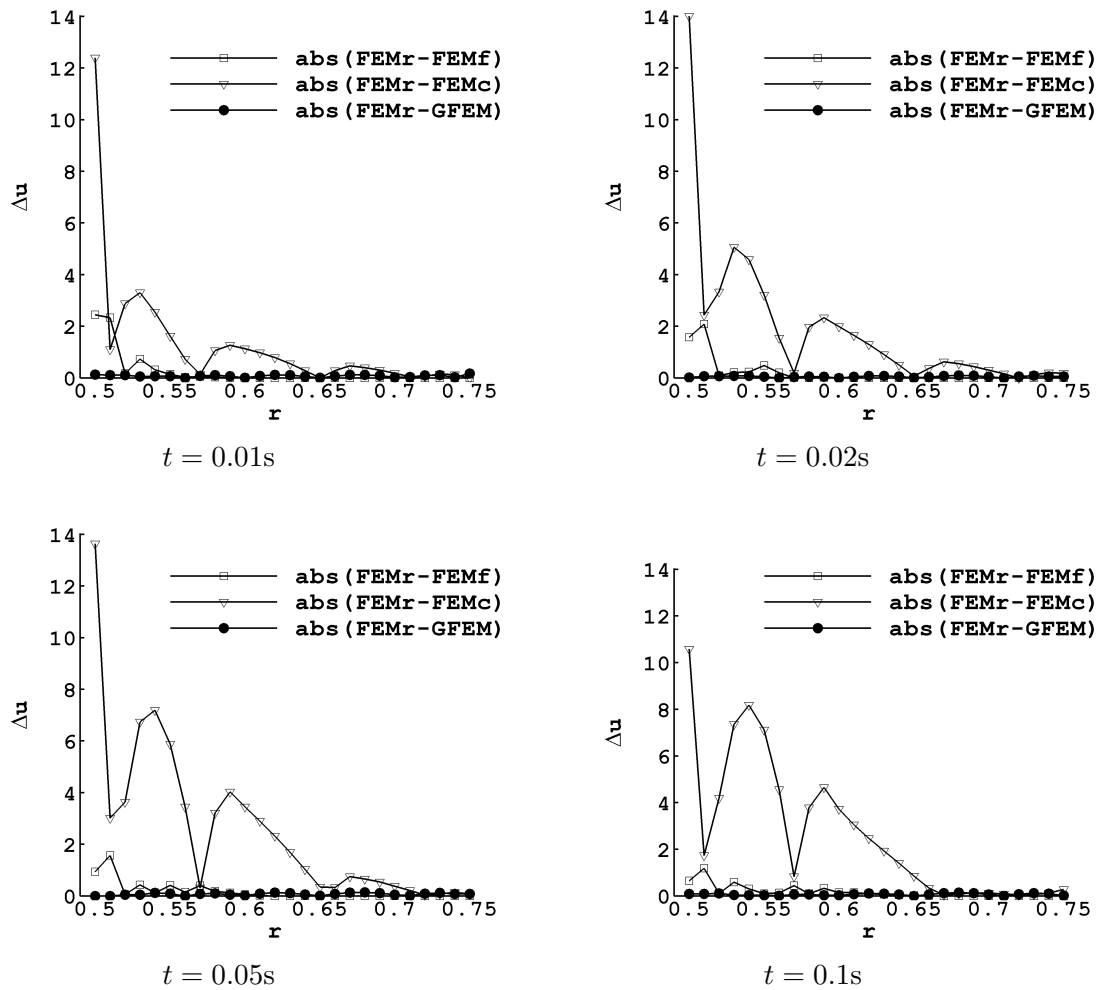 14
12
10
8
6
4
2
0
Δu
abs(FEMr-FEMf)
abs(FEMr-FEMc)
abs(FEMr-GFEM)
0.5 0.55 0.6 0.65 0.7 0.75
r
t = 0.01s
14
12
10
8
6
4
2
0
Δu
abs(FEMr-FEMf)
abs(FEMr-FEMc)
abs(FEMr-GFEM)
0.5 0.55 0.6 0.65 0.7 0.75
r
t = 0.02s
14
12
10
8
6
4
2
0
Δu
abs(FEMr-FEMf)
abs(FEMr-FEMc)
abs(FEMr-GFEM)
0.5 0.55 0.6 0.65 0.7 0.75
r
t = 0.05s
14
12
10
8
6
4
2
0
Δu
abs(FEMr-FEMf)
abs(FEMr-FEMc)
abs(FEMr-GFEM)
0.5 0.55 0.6 0.65 0.7 0.75
r
t = 0.1s